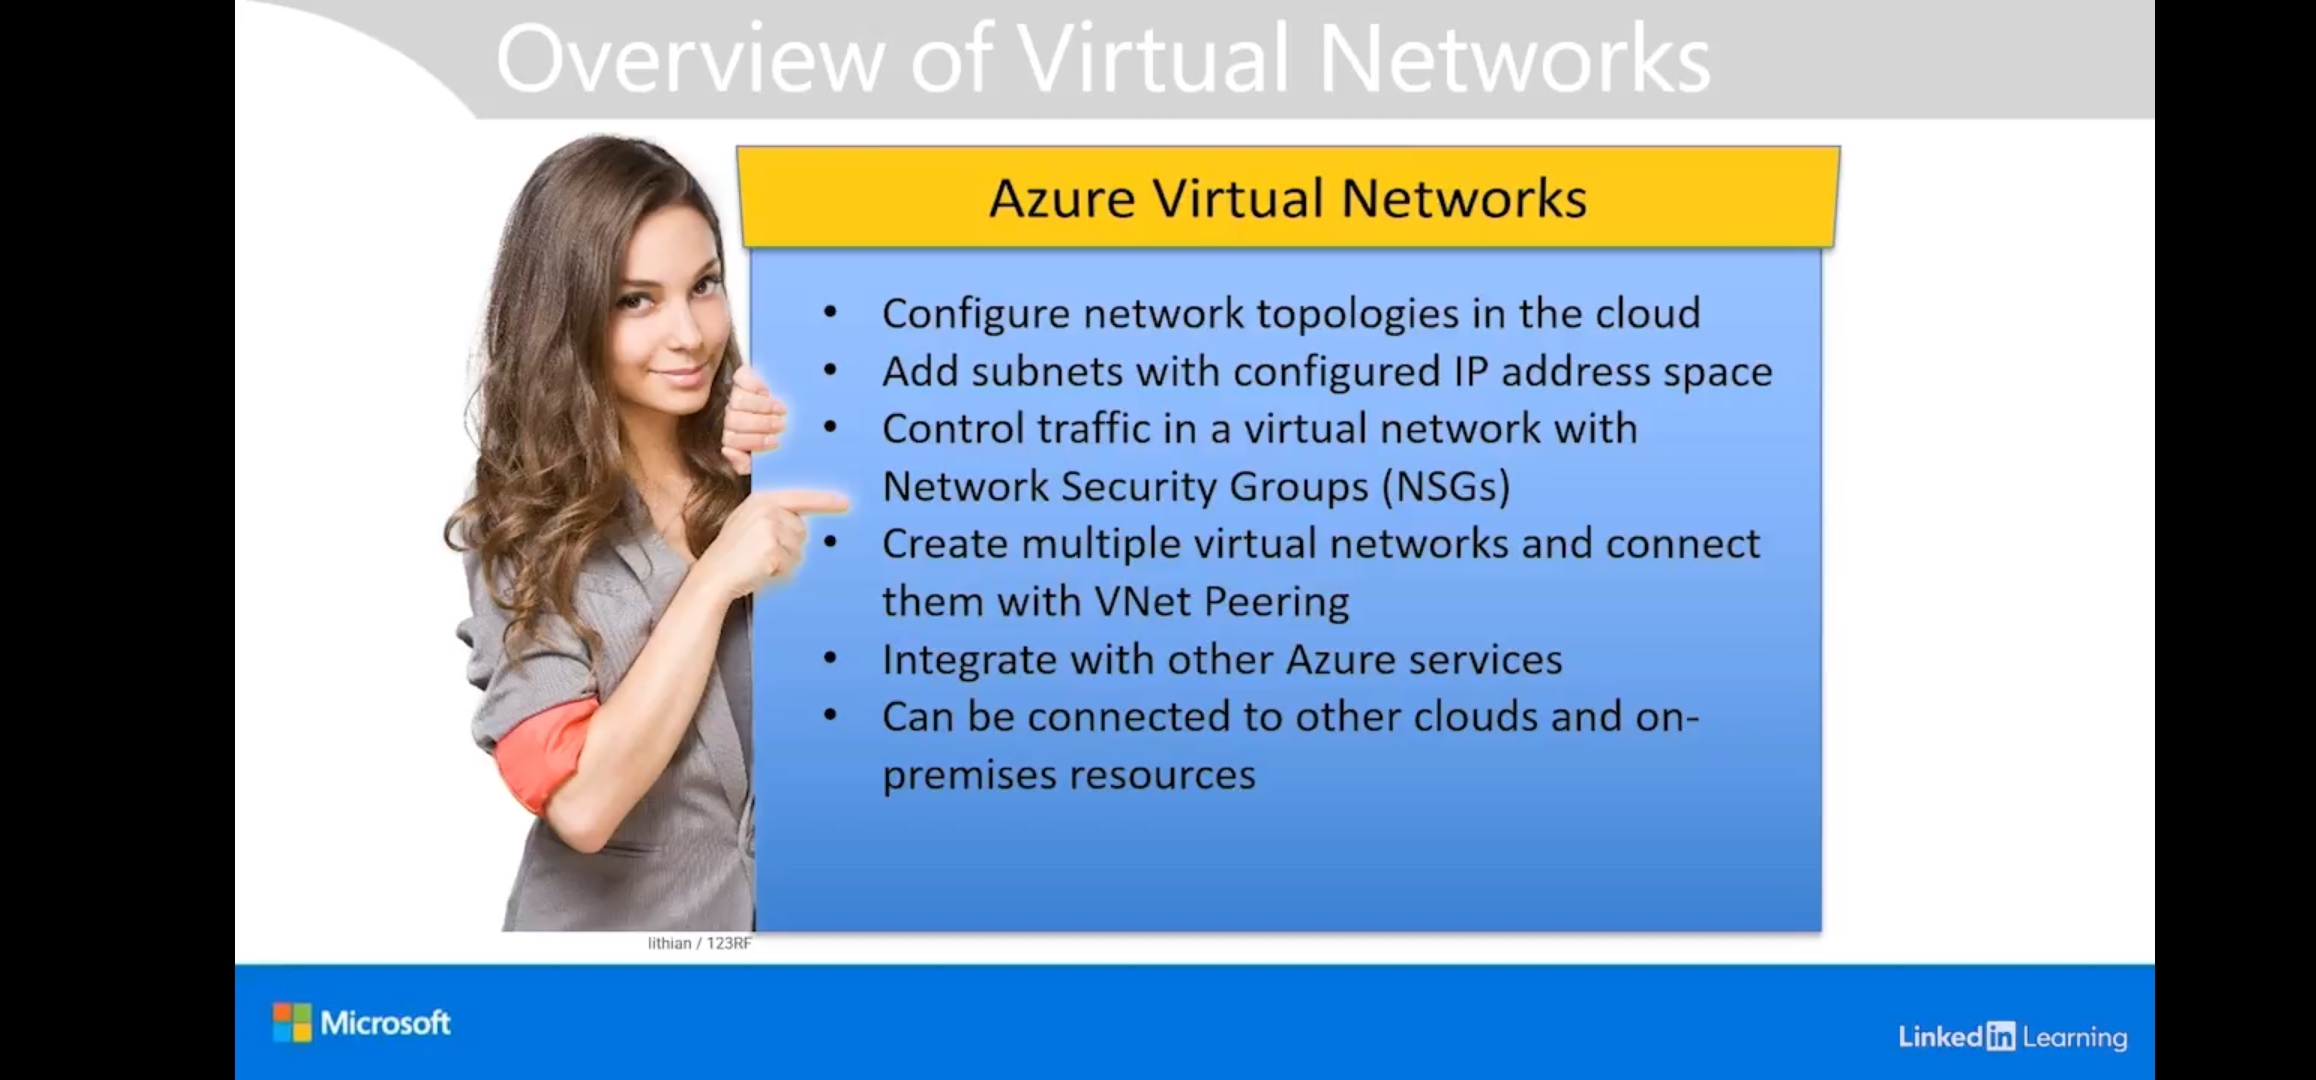 Overview of Virtual Networks
Azure Virtual Networks
• Configure network topologies in the cloud
• Add subnets with configured IP address space
• Control traffic in a virtual network with
Network Security Groups (NSGs)
• Create multiple virtual networks and connect
them with VNet Peering
• Integrate with other Azure services
• Can be connected to other clouds and on-
premises resources
lithian / 123RF
Microsoft
Linked in Learning